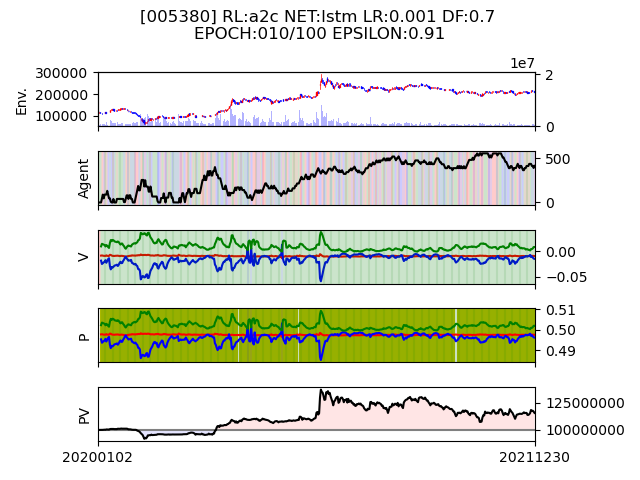 [005380] RL:a2c NET:lstm LR:0.001 DF:0.7
EPOCH:010/100 EPSILON:0.91
1e7
300000
200000
100000
Env.
2
0
Agent
500
0
V
0.00
−0.05
P
0.51
0.50
0.49
PV
125000000
100000000
20200102
20211230